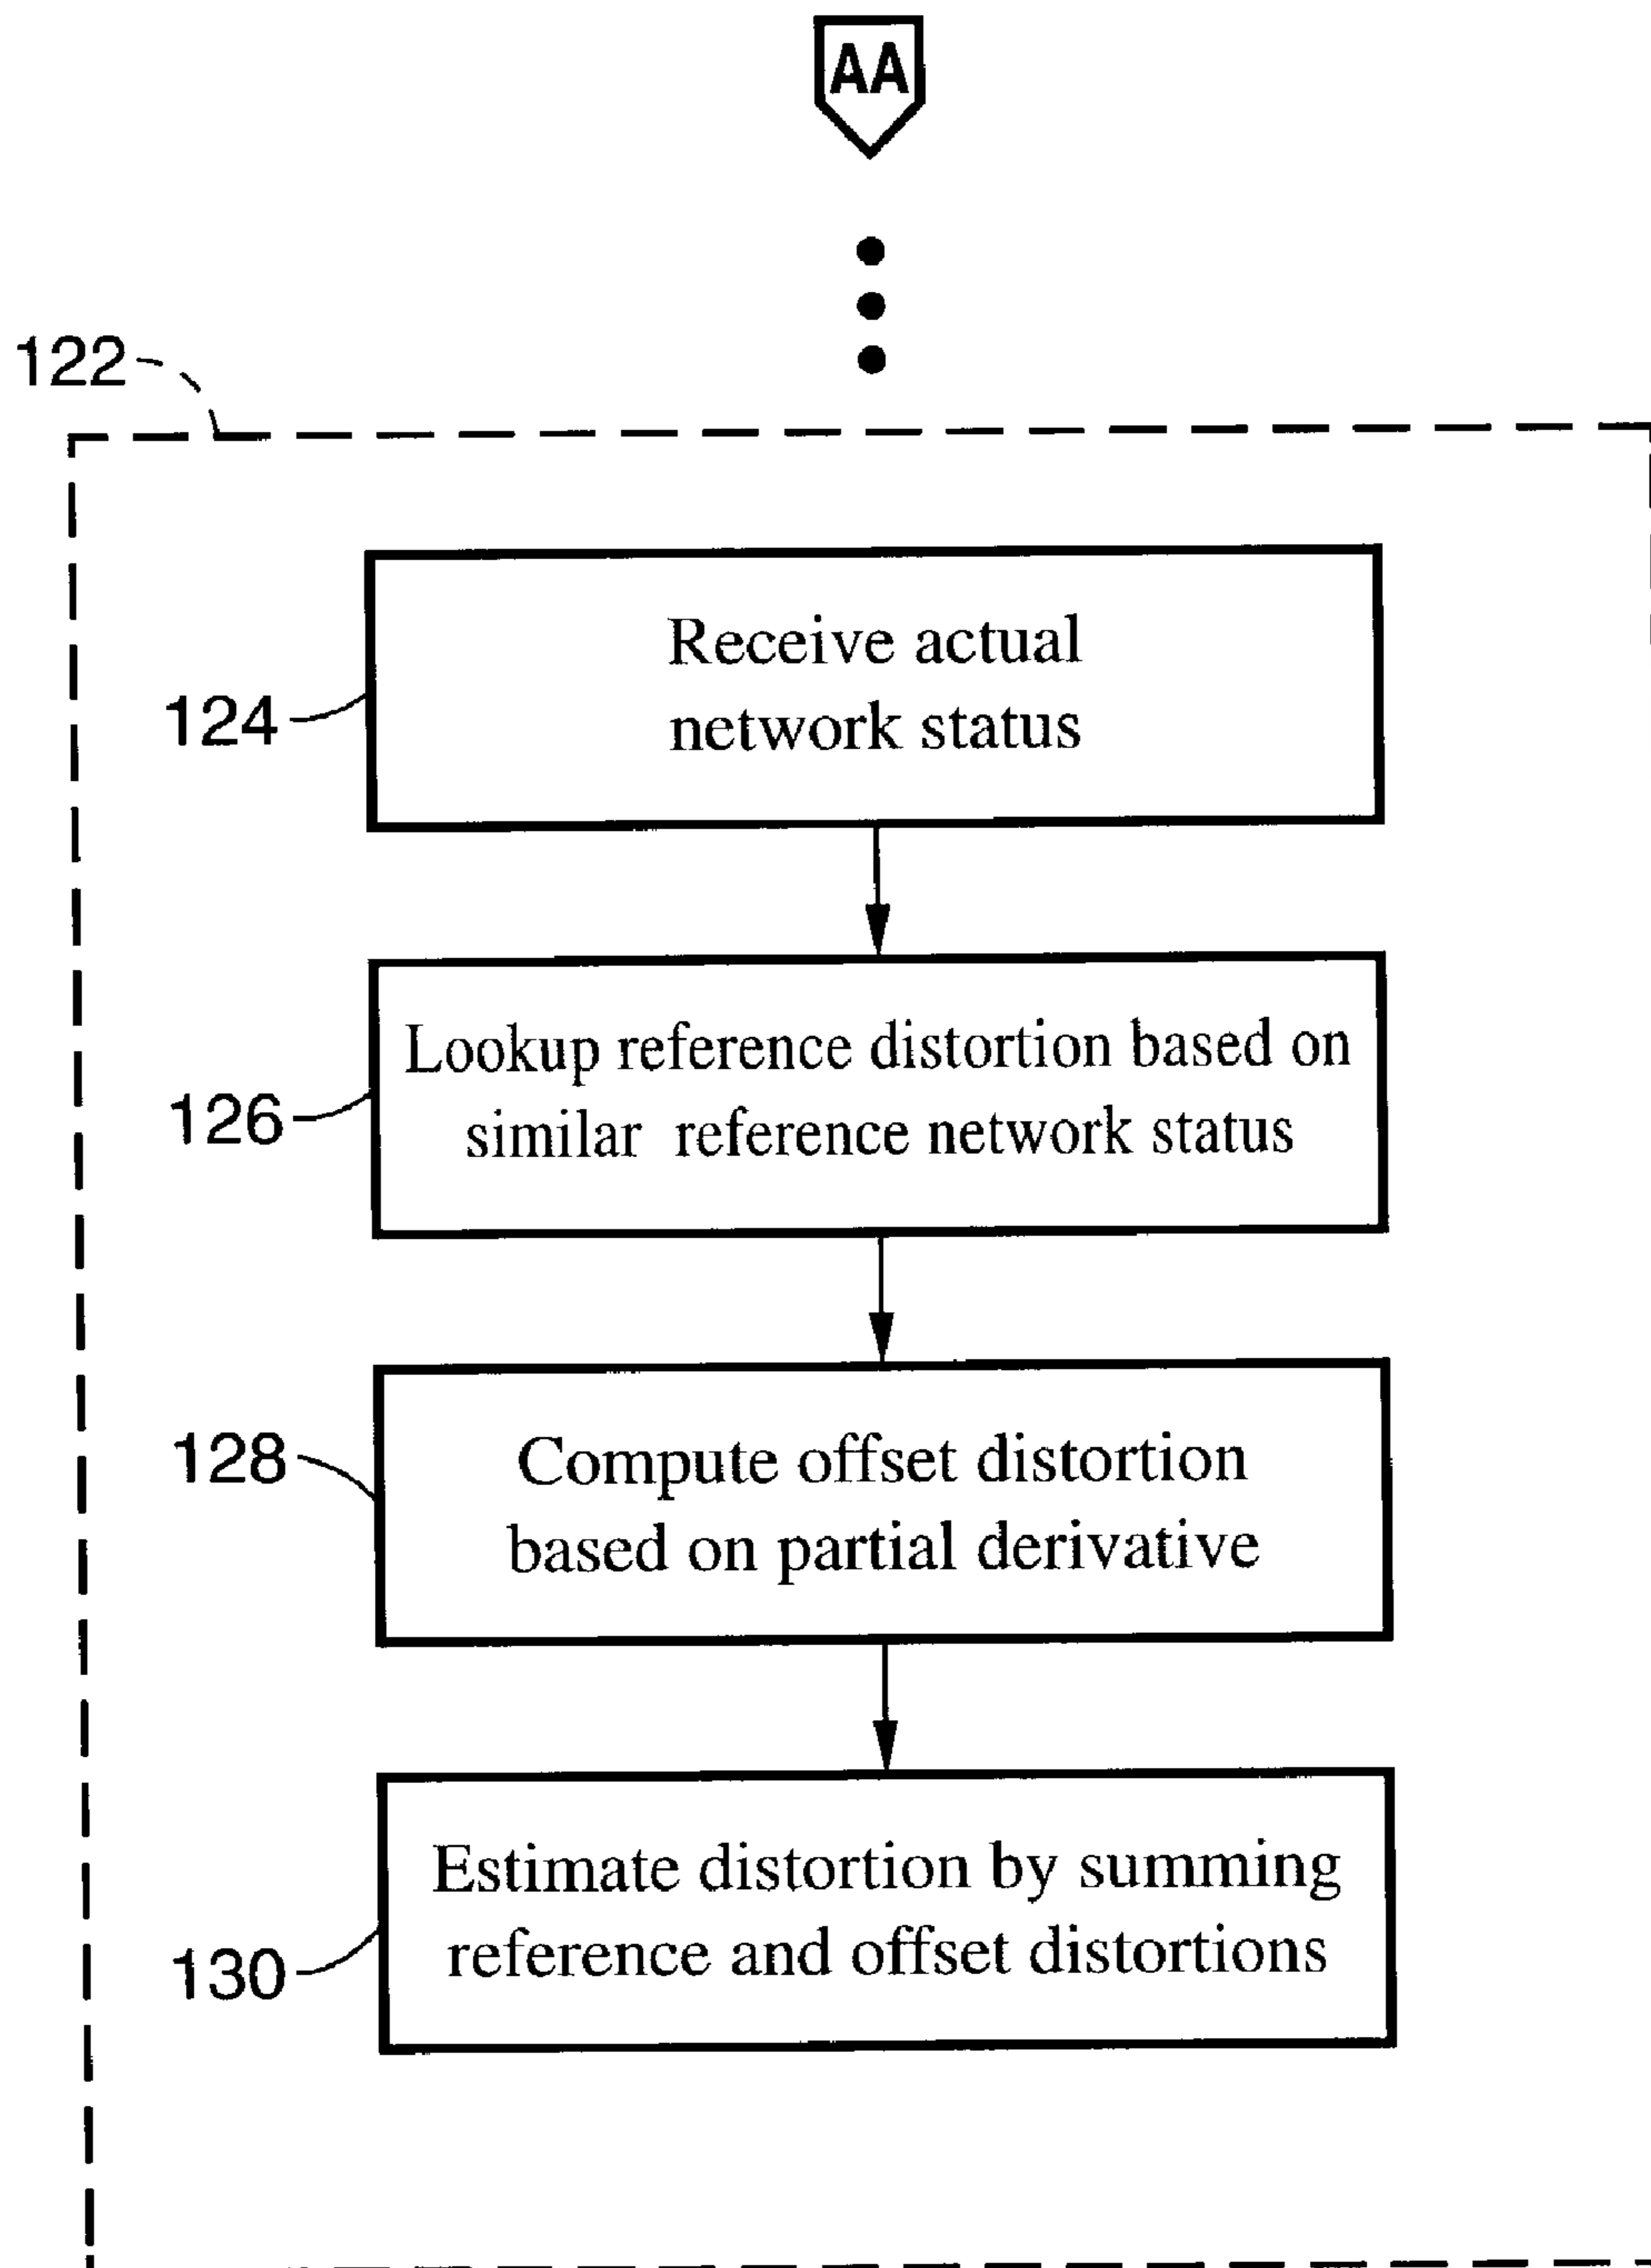 AA
122
124
Receive actual
network status
126
Lookup reference distortion based on
similar reference network status
128
Compute offset distortion
based on partial derivative
130
Estimate distortion by summing
reference and offset distortions